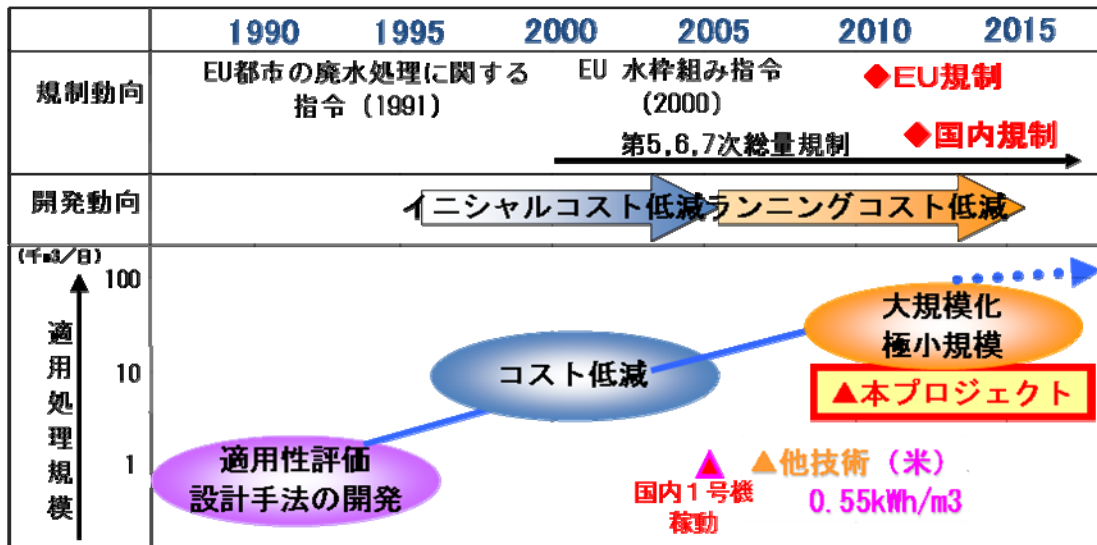 1990 1995 2000 2005 2010 2015
規制動向
EU都市の廃水処理に関する
指令（1991）
EU 水枠組み指令
（2000）
◆EU規制
◆国内規制
第5,6,7次総量規制
開発動向
イニシャルコスト低減
ランニングコスト低減
(千m3/日)
100
10
1
適用処理規模
大規模化
極小規模
コスト低減
▲本プロジェクト
適用性評価
設計手法の開発
▲
国内１号機
稼動
▲他技術（米）
0.55kWh/m3